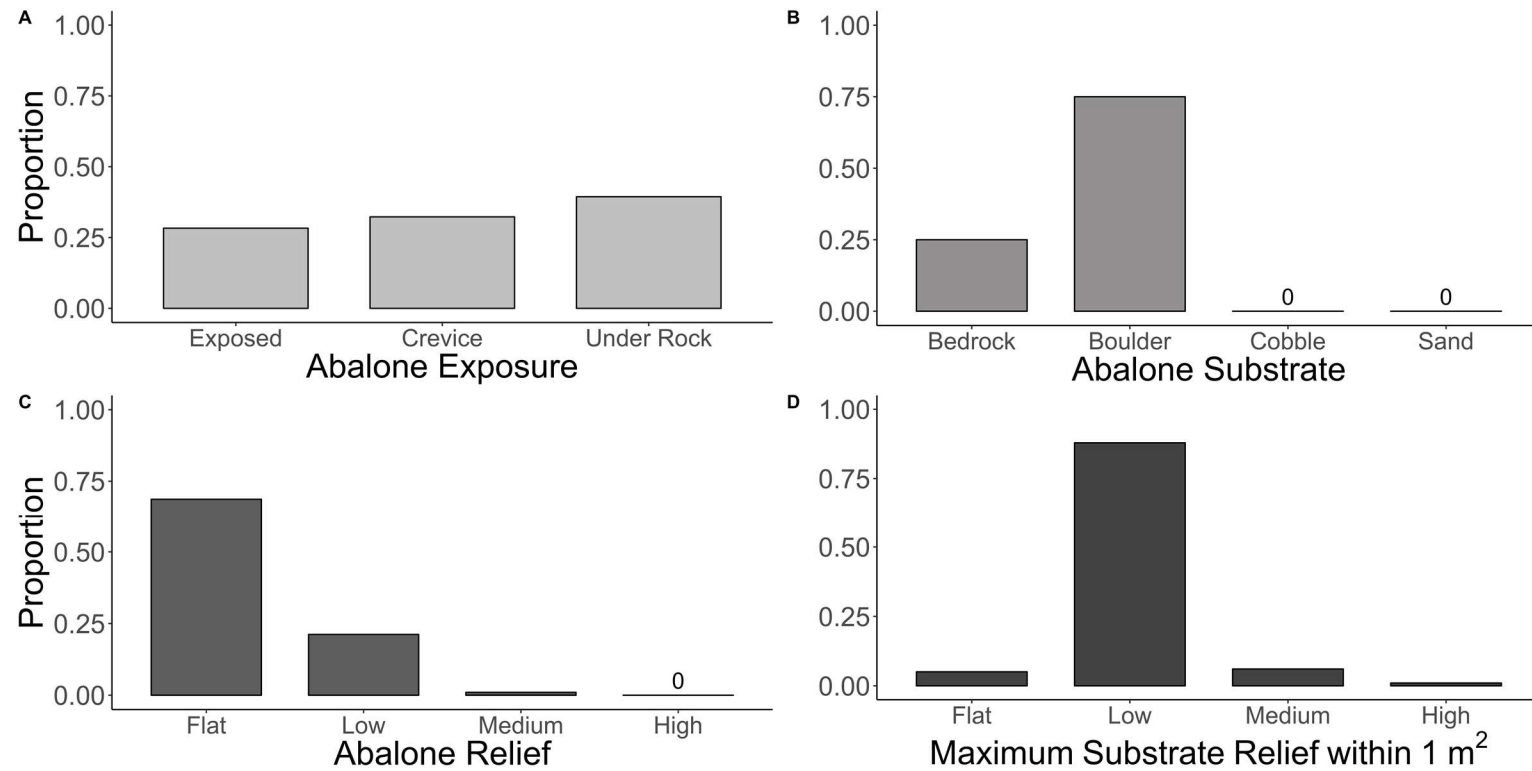 A
1.00
0.75
0.50
0.25
0.00
Proportion
Exposed Crevice Under Rock
Abalone Exposure
B
1.00
0.75
0.50
0.25
0.00
0 0
Bedrock Boulder Cobble Sand
Abalone Substrate
C
1.00
0.75
0.50
0.25
0.00
Proportion
0
Flat Low Medium High
Abalone Relief
D
1.00
0.75
0.50
0.25
0.00
Flat Low Medium High
Maximum Substrate Relief within 1 m²